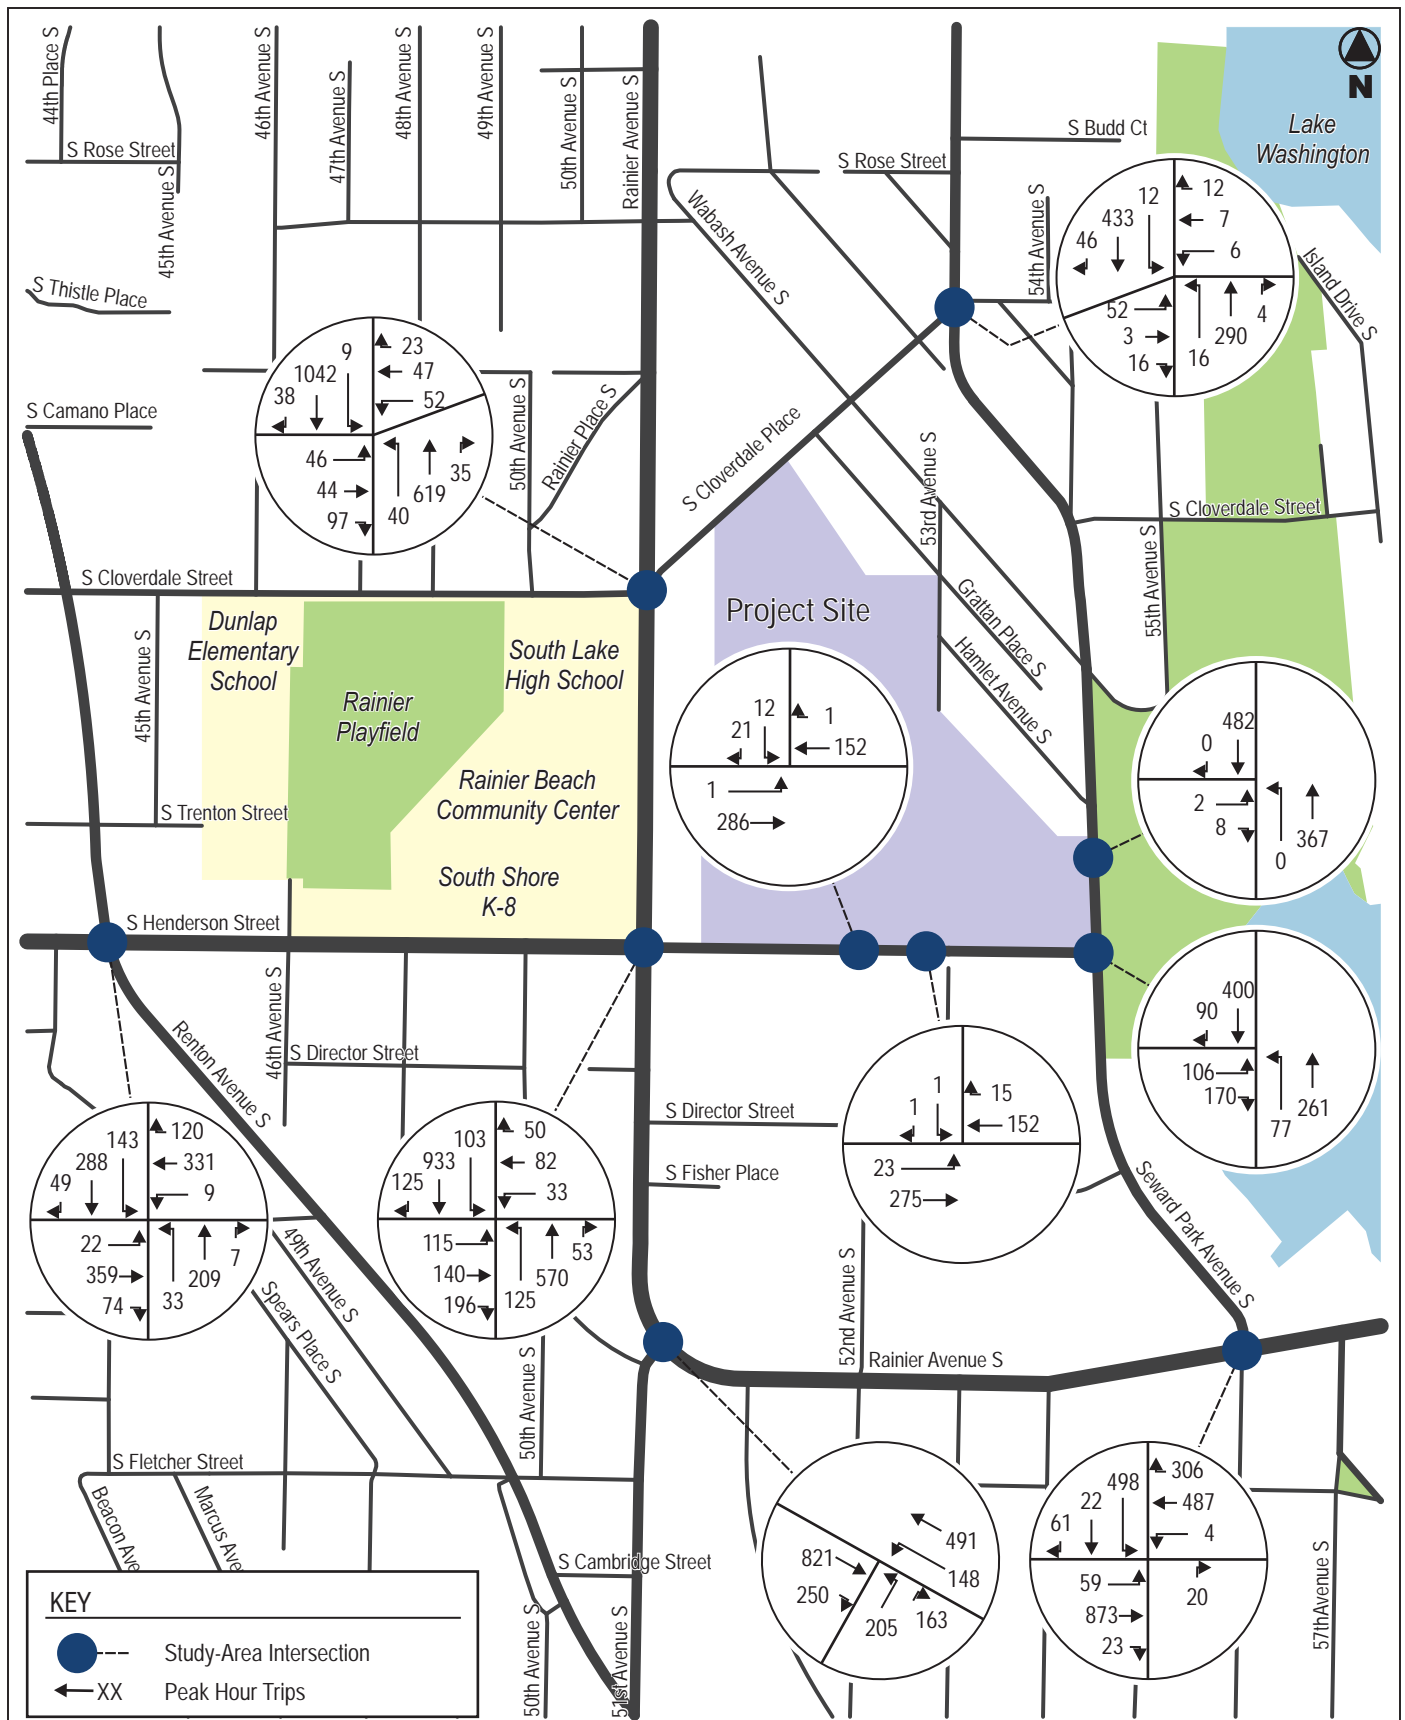 N
Lake
Washington
44th Place S
45th Avenue S
46th Avenue S
47th Avenue S
48th Avenue S
49th Avenue S
50th Avenue S
Rainier Avenue S
S Rose Street
S Thistle Place
S Camano Place
S Budd Ct
S Rose Street
Wabash Avenue S
54th Avenue S
Island Drive S
46
433
12
12
7
6
52
3
16
16
290
4
38
1042
9
23
47
52
46
44
97
40
619
35
50th Avenue S
Rainier Place S
S Cloverdale Place
53rd Avenue S
S Cloverdale Street
55th Avenue S
Grattan Place S
Hamlet Avenue S
S Cloverdale Street
45th Avenue S
Dunlap
Elementary
School
Rainier
Playfield
South Lake
High School
Rainier Beach
Community Center
South Shore
K-8
Project Site
21
12
1
152
1
286
0
482
2
8
0
367
S Trenton Street
S Henderson Street
90
400
106
170
77
261
46th Avenue S
Renton Avenue S
S Director Street
S Director Street
S Fisher Place
1
1
15
152
23
275
49
288
143
120
331
9
22
359
74
33
209
7
125
933
103
50
82
33
115
140
196
125
570
53
49th Avenue S
Spears Place S
50th Avenue S
52nd Avenue S
Seward Park Avenue S
Rainier Avenue S
S Fletcher Street
Beacon Ave
Marcus Ave
S Cambridge Street
50th Avenue S
51st Avenue S
57thAvenue S
821
250
491
148
205
163
61
22
498
306
487
4
59
873
23
20
KEY
Study-Area Intersection
XX Peak Hour Trips